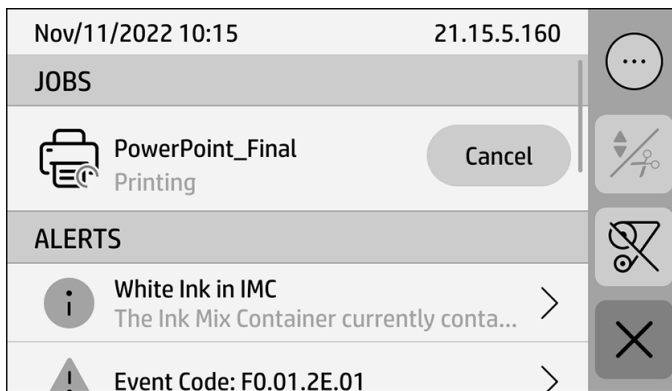 Nov/11/2022 10:15 21.15.5.160
JOBS
PowerPoint_Final
Cancel
Printing
ALERTS
White Ink in IMC
The Ink Mix Container currently conta...
Event Code: F0.01.2E.01